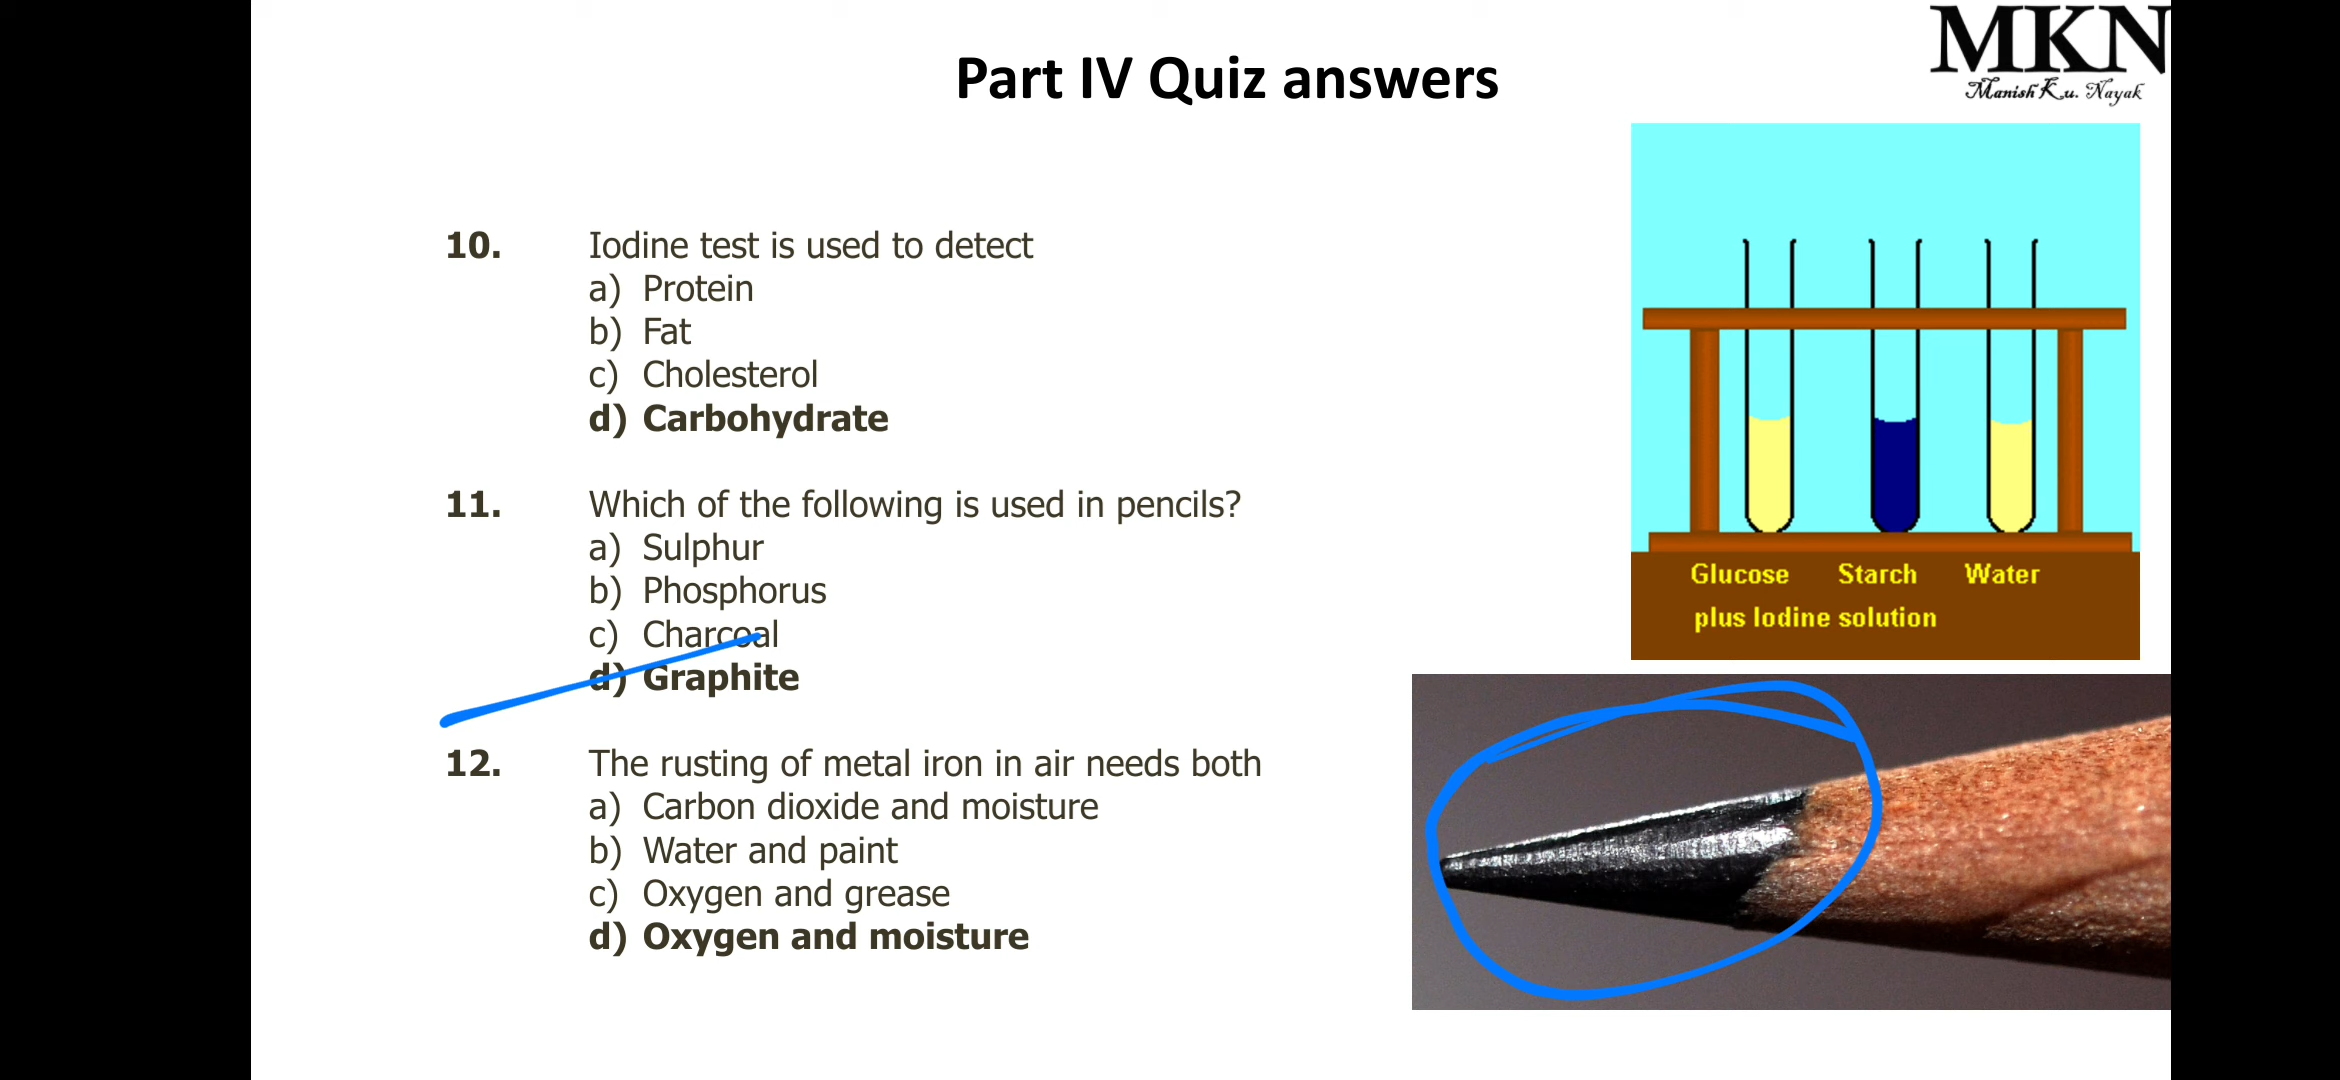 MKN
Manish Ku. Nayak
Part IV Quiz answers
10. Iodine test is used to detect
a) Protein
b) Fat
c) Cholesterol
d) Carbohydrate
11. Which of the following is used in pencils?
a) Sulphur
b) Phosphorus
c) Charcoal
d) Graphite
12. The rusting of metal iron in air needs both
a) Carbon dioxide and moisture
b) Water and paint
c) Oxygen and grease
d) Oxygen and moisture
Glucose Starch Water
plus Iodine solution